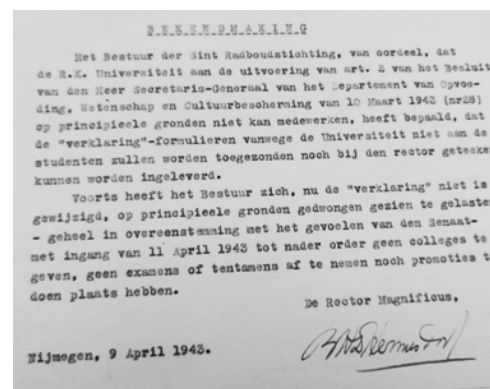 BEKENDMAKING
Het Bestuur der Sint Radboudstichting, van oordeel, dat
de R.K. Universiteit aan de uitvoering van art. 2 van het Besluit
van den Heer Secretaris-Generaal van het Departement van Opvoe-
ding, Wetenschap en Cultuurbescherming van 10 Maart 1943 (nr28)
op principieele gronden niet kan medewerken, heeft bepaald, dat
de "verklaring"-formulieren vanwege de Universiteit niet aan de
studenten zullen worden toegezonden noch bij den rector geteeken
kunnen worden ingeleverd.
Voorts heeft het Bestuur zich, nu de "verklaring" niet is
gewijzigd, op principieele gronden gedwongen gezien te gelasten
- geheel in overeenstemming met het gevoelen van den Senaat-
met ingang van 11 April 1943 tot nader order geen colleges te
geven, geen examens of tentamens af te nemen noch promoties t
doen plaats hebben.
De Rector Magnificus,
Nijmegen, 9 April 1943.